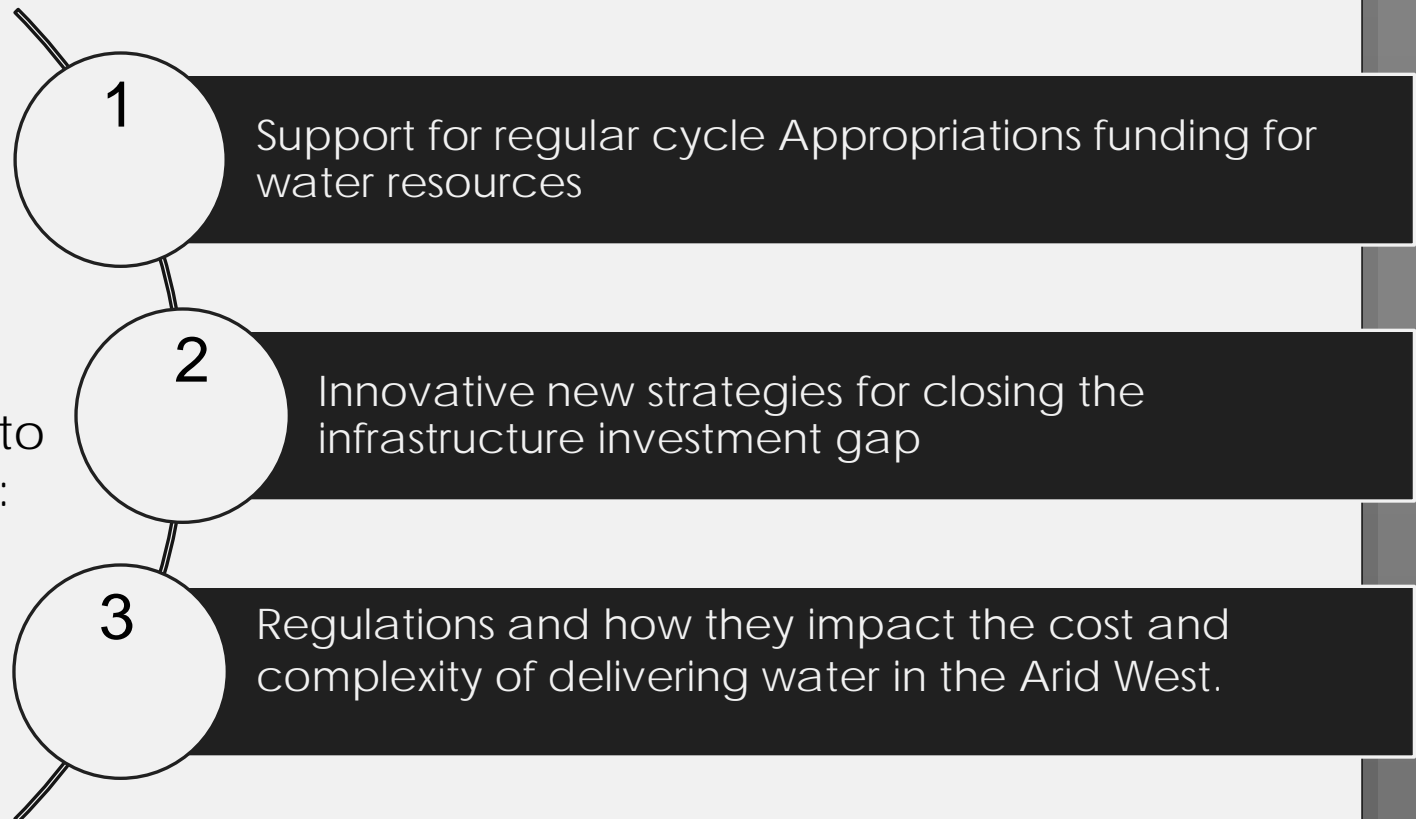 1
Support for regular cycle Appropriations funding for
water resources
2
Innovative new strategies for closing the
infrastructure investment gap
to
:
3
Regulations and how they impact the cost and
complexity of delivering water in the Arid West.